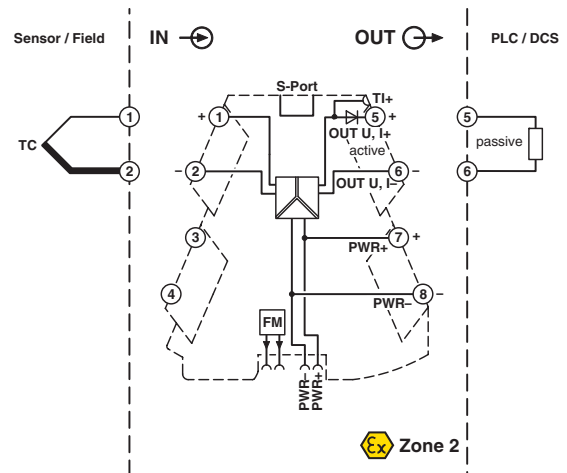 Sensor / Field
IN
OUT
PLC / DCS
S-Port
TI+
1
TC
2
+
1
5
+
OUT U, I+
active
–
2
6
–
OUT U, I–
5
passive
6
3
7
+
PWR+
4
8
–
PWR–
FM
PWR–
PWR+
Ex
Zone 2